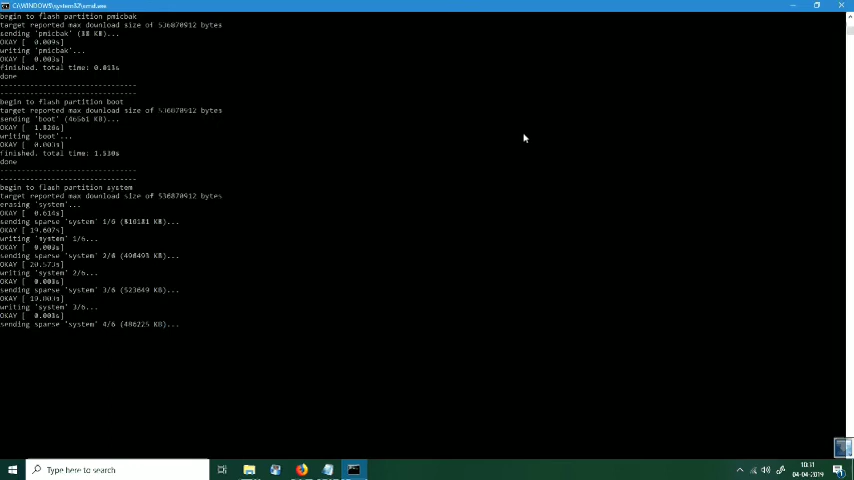 C:\WINDOWS\system32\cmd.exe
begin to flash partition pmicbak
target reported max download size of 536870912 bytes
sending 'pmicbak' (38 KB)...
OKAY [  0.009s]
writing 'pmicbak'...
OKAY [  0.003s]
finished. total time: 0.013s
done
--------------------------------
--------------------------------
begin to flash partition boot
target reported max download size of 536870912 bytes
sending 'boot' (46561 KB)...
OKAY [  1.526s]
writing 'boot'...
OKAY [  0.003s]
finished. total time: 1.530s
done
--------------------------------
--------------------------------
begin to flash partition system
target reported max download size of 536870912 bytes
erasing 'system'...
OKAY [  0.614s]
sending sparse 'system' 1/6 (510181 KB)...
OKAY [ 19.607s]
writing 'system' 1/6...
OKAY [  0.003s]
sending sparse 'system' 2/6 (490493 KB)...
OKAY [ 20.573s]
writing 'system' 2/6...
OKAY [  0.003s]
sending sparse 'system' 3/6 (523649 KB)...
OKAY [ 19.803s]
writing 'system' 3/6...
OKAY [  0.003s]
sending sparse 'system' 4/6 (486225 KB)...
Type here to search
10:31
04-04-2019